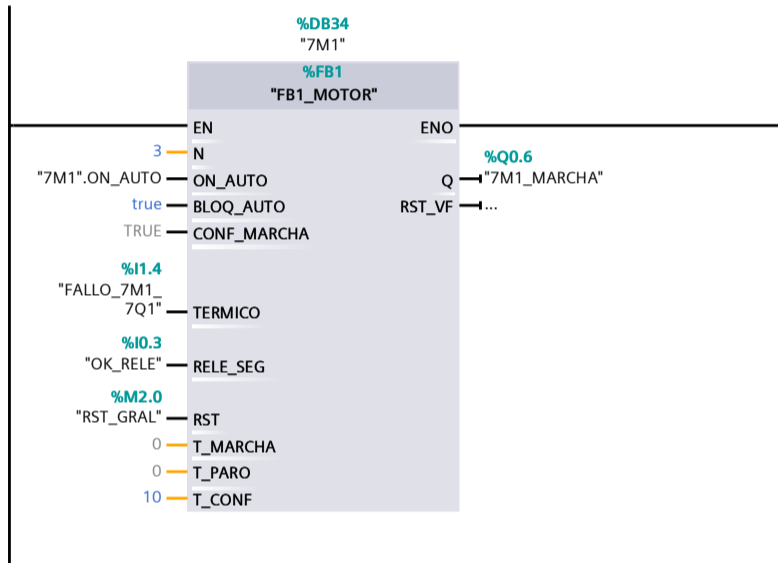 %DB34
"7M1"
%FB1
"FB1_MOTOR"
EN ENO
3 N
%Q0.6
"7M1".ON_AUTO ON_AUTO Q "7M1_MARCHA"
true BLOQ_AUTO RST_VF ...
TRUE CONF_MARCHA
%I1.4
"FALLO_7M1_
7Q1" TERMICO
%I0.3
"OK_RELE" RELE_SEG
%M2.0
"RST_GRAL" RST
0 T_MARCHA
0 T_PARO
10 T_CONF